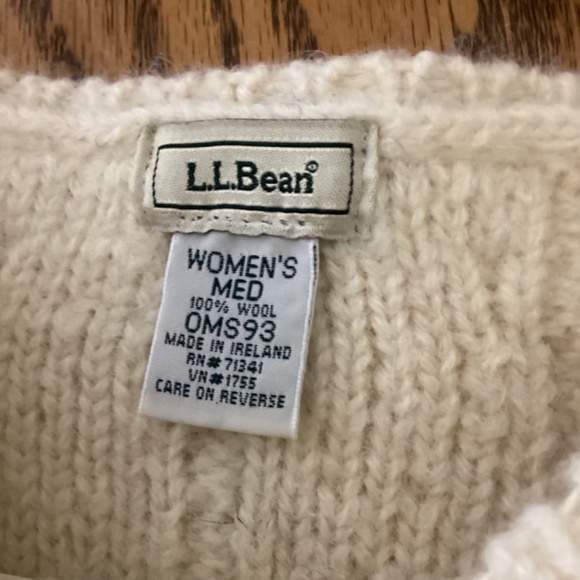 L.L.Bean®
WOMEN'S
MED
100% WOOL
OMS93
MADE IN IRELAND
RN# 71341
VN#1755
CARE ON REVERSE